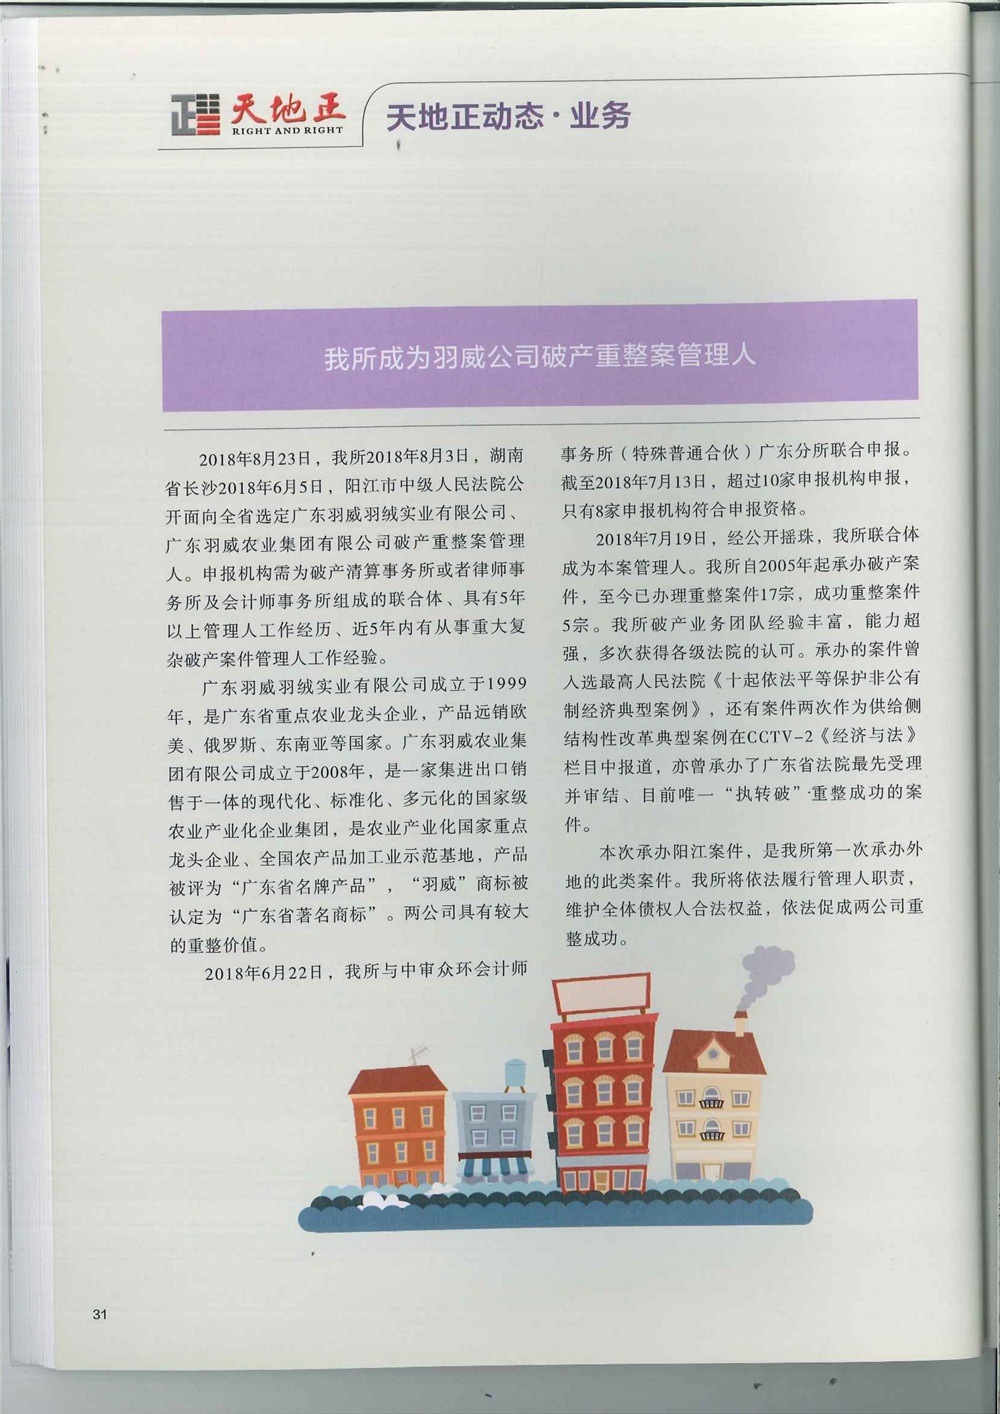 天地正
RIGHT AND RIGHT
天地正动态·业务
我所成为羽威公司破产重整案管理人
2018年8月23日，我所2018年8月3日，湖南
省长沙2018年6月5日，阳江市中级人民法院公
开面向全省选定广东羽威羽绒实业有限公司、
广东羽威农业集团有限公司破产重整案管理
人。申报机构需为破产清算事务所或者律师事
务所及会计师事务所组成的联合体、具有5年
以上管理人工作经历、近5年内有从事重大复
杂破产案件管理人工作经验。
广东羽威羽绒实业有限公司成立于1999
年，是广东省重点农业龙头企业，产品远销欧
美、俄罗斯、东南亚等国家。广东羽威农业集
团有限公司成立于2008年，是一家集进出口销
售于一体的现代化、标准化、多元化的国家级
农业产业化企业集团，是农业产业化国家重点
龙头企业、全国农产品加工业示范基地，产品
被评为“广东省名牌产品”，“羽威”商标被
认定为“广东省著名商标”。两公司具有较大
的重整价值。
2018年6月22日，我所与中审众环会计师
事务所（特殊普通合伙）广东分所联合申报。
截至2018年7月13日，超过10家申报机构申报，
只有8家申报机构符合申报资格。
2018年7月19日，经公开摇珠，我所联合体
成为本案管理人。我所自2005年起承办破产案
件，至今已办理重整案件17宗，成功重整案件
5宗。我所破产业务团队经验丰富，能力超
强，多次获得各级法院的认可。承办的案件曾
入选最高人民法院《十起依法平等保护非公有
制经济典型案例》，还有案件两次作为供给侧
结构性改革典型案例在CCTV-2《经济与法》
栏目中报道，亦曾承办了广东省法院最先受理
并审结、目前唯一“执转破”·重整成功的案
件。
本次承办阳江案件，是我所第一次承办外
地的此类案件。我所将依法履行管理人职责，
维护全体债权人合法权益，依法促成两公司重
整成功。
31